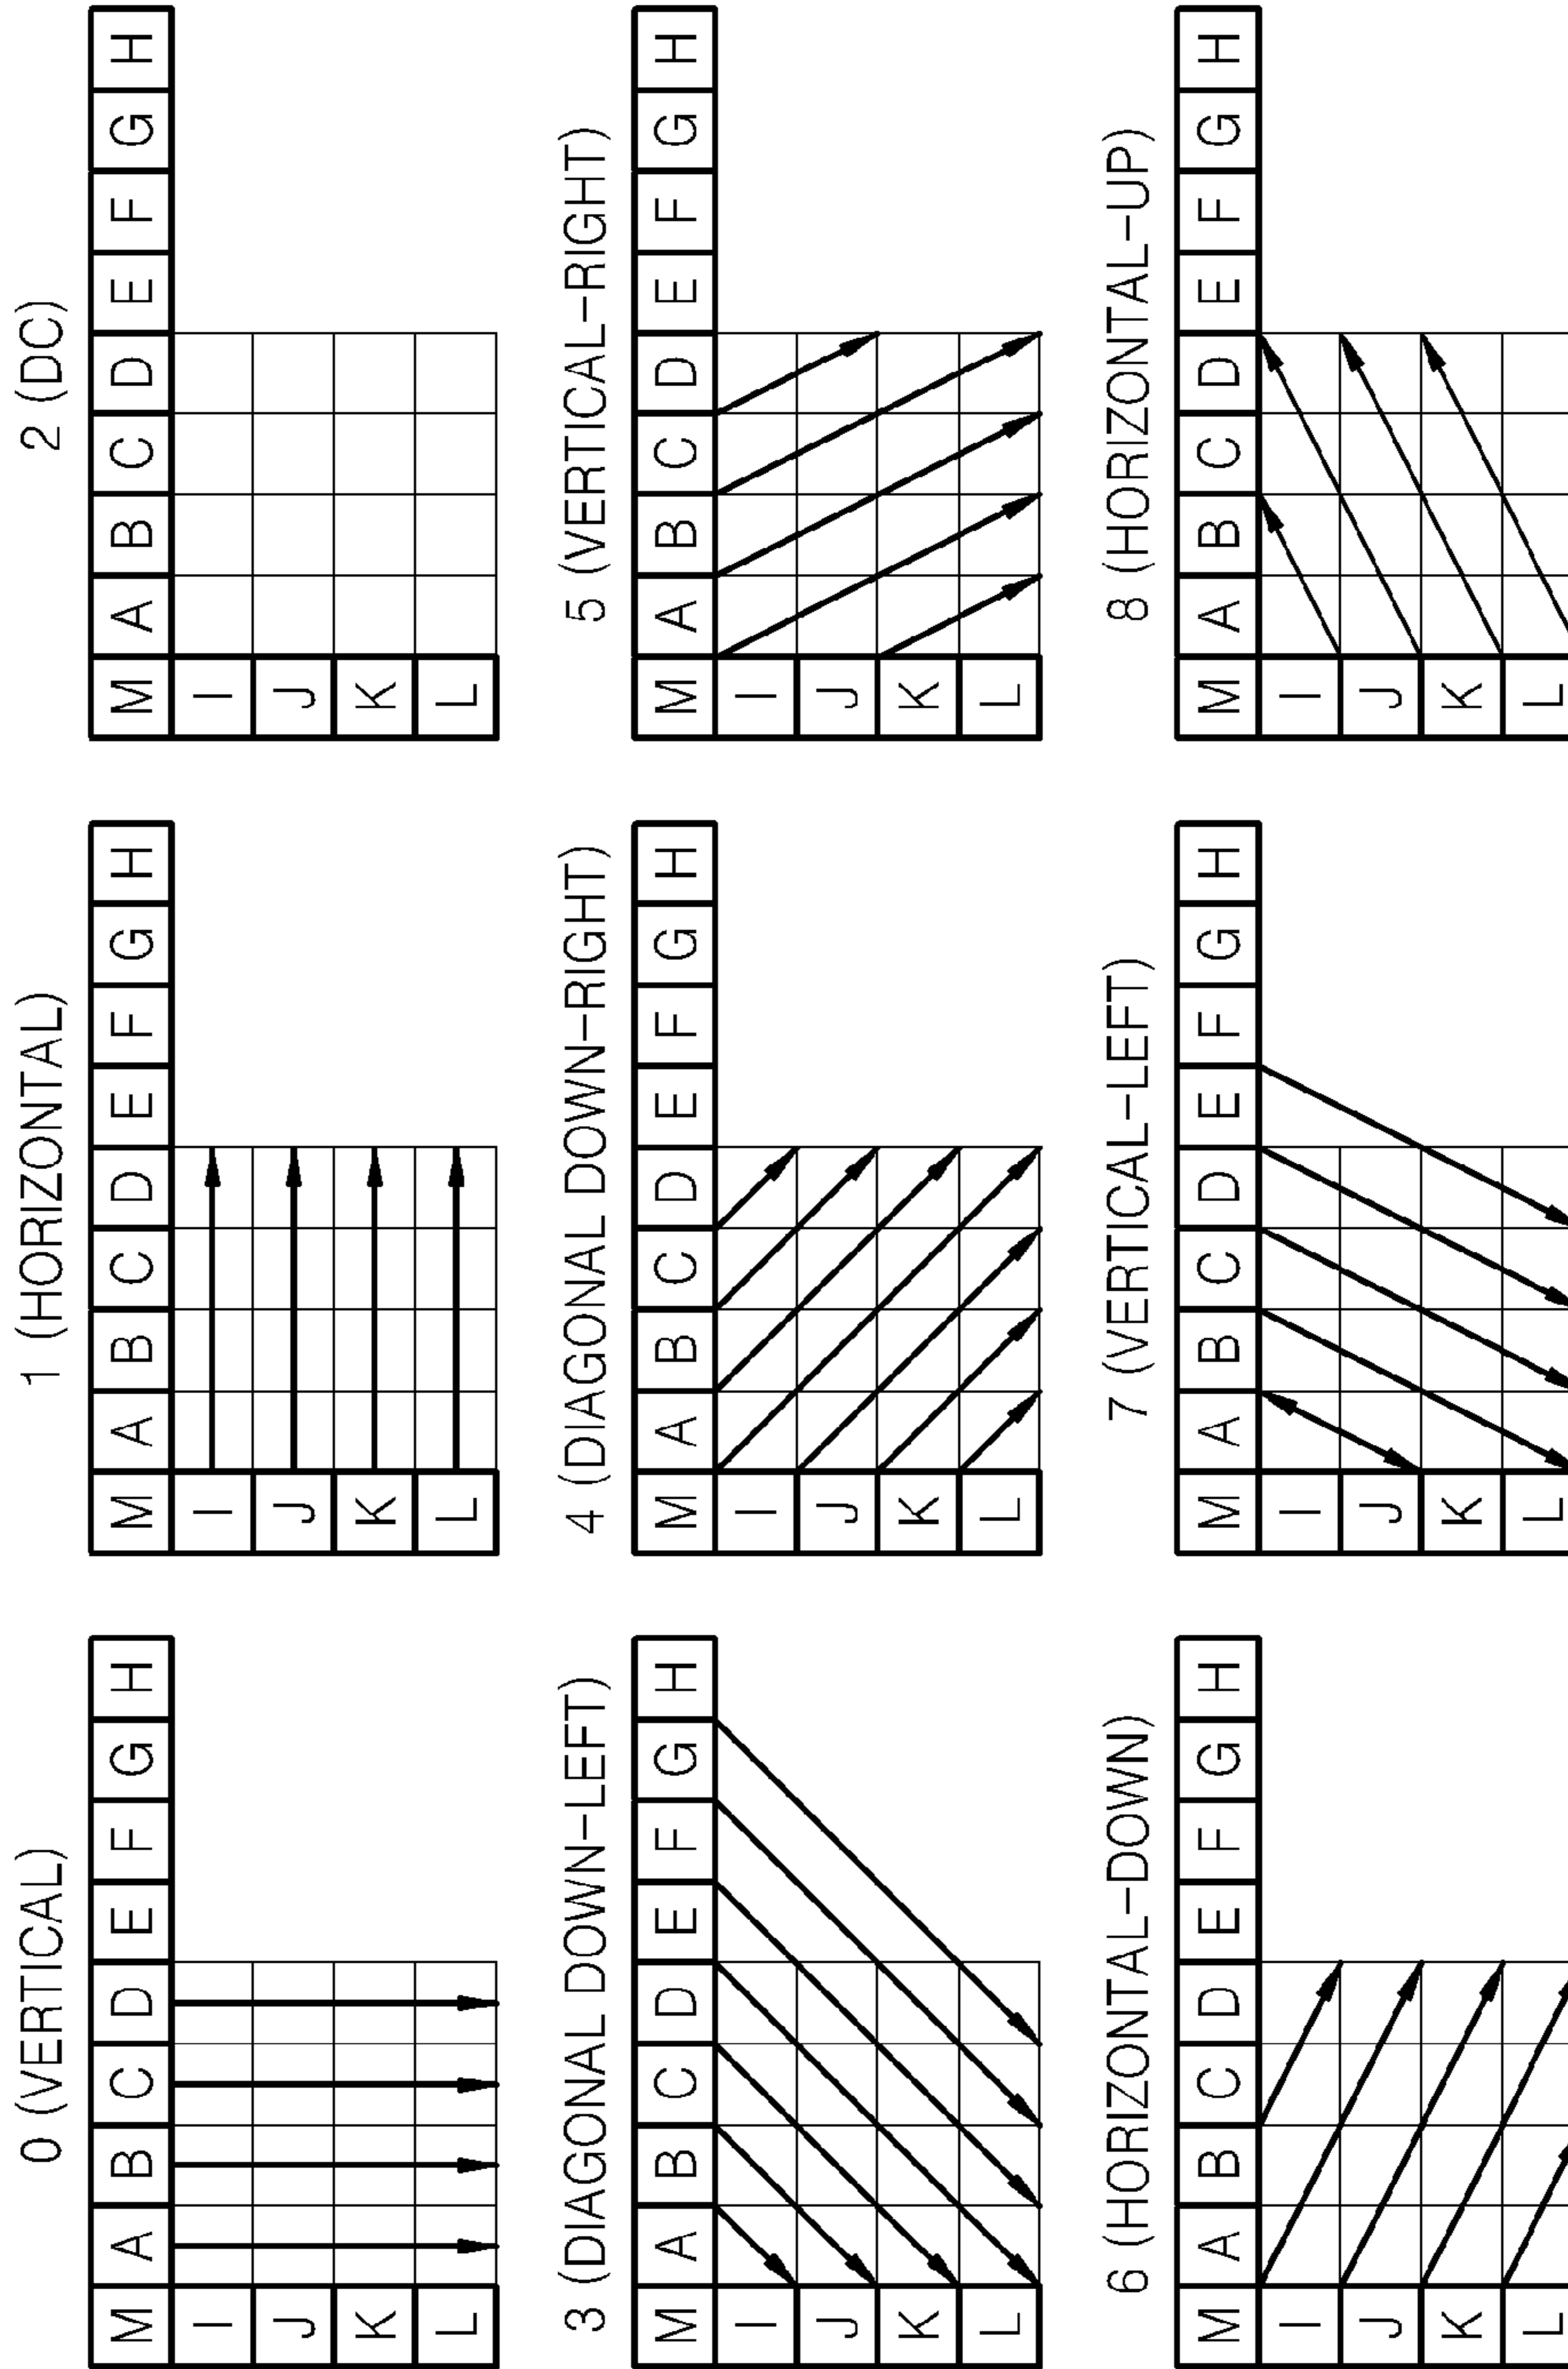 0 (VERTICAL)
M A B C D E F G H
I
J
K
L
1 (HORIZONTAL)
M A B C D E F G H
I
J
K
L
2 (DC)
M A B C D E F G H
I
J
K
L
3 (DIAGONAL DOWN-LEFT)
M A B C D E F G H
I
J
K
L
4 (DIAGONAL DOWN-RIGHT)
M A B C D E F G H
I
J
K
L
5 (VERTICAL-RIGHT)
M A B C D E F G H
I
J
K
L
6 (HORIZONTAL-DOWN)
M A B C D E F G H
I
J
K
L
7 (VERTICAL-LEFT)
M A B C D E F G H
I
J
K
L
8 (HORIZONTAL-UP)
M A B C D E F G H
I
J
K
L